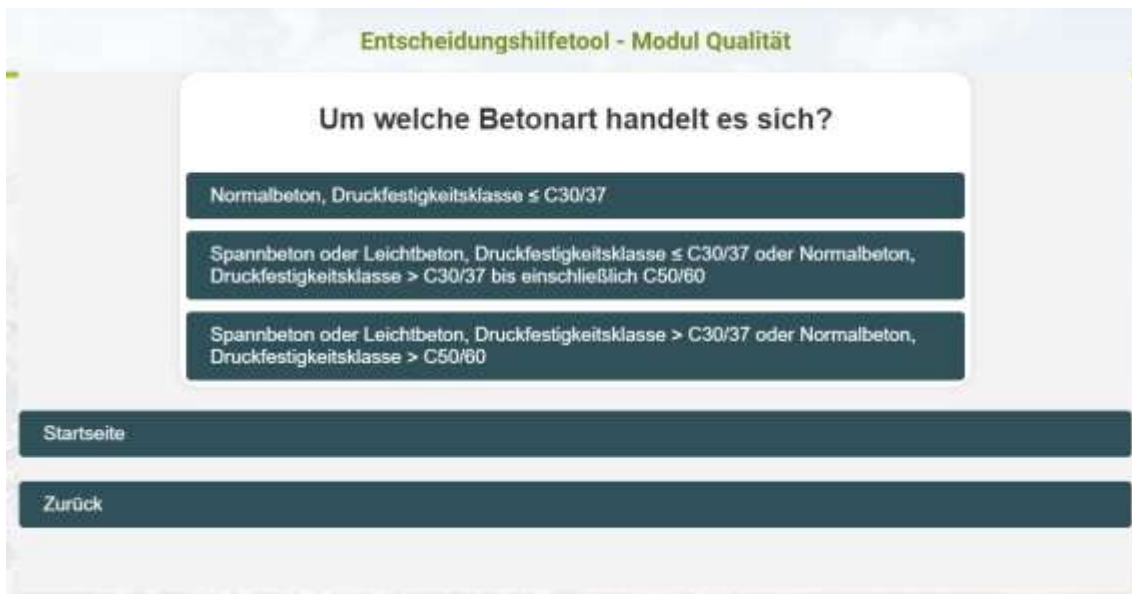 Entscheidungshilfetool - Modul Qualität
Um welche Betonart handelt es sich?
Normalbeton, Druckfestigkeitsklasse ≤ C30/37
Spannbeton oder Leichtbeton, Druckfestigkeitsklasse ≤ C30/37 oder Normalbeton,
Druckfestigkeitsklasse > C30/37 bis einschließlich C50/60
Spannbeton oder Leichtbeton, Druckfestigkeitsklasse > C30/37 oder Normalbeton,
Druckfestigkeitsklasse > C50/60
Startseite
Zurück